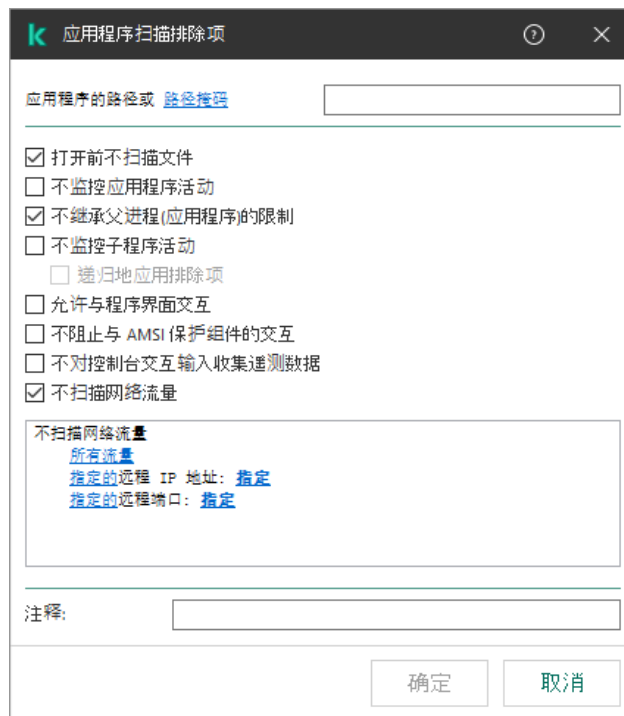 应用程序扫描排除项
应用程序的路径或 路径掩码
打开前不扫描文件
不监控应用程序活动
不继承父进程(应用程序)的限制
不监控子程序活动
递归地应用排除项
允许与程序界面交互
不阻止与 AMSI 保护组件的交互
不对控制台交互输入收集遥测数据
不扫描网络流量
不扫描网络流量
所有流量
指定的远程 IP 地址: 指定
指定的远程端口: 指定
注释:
确定 取消